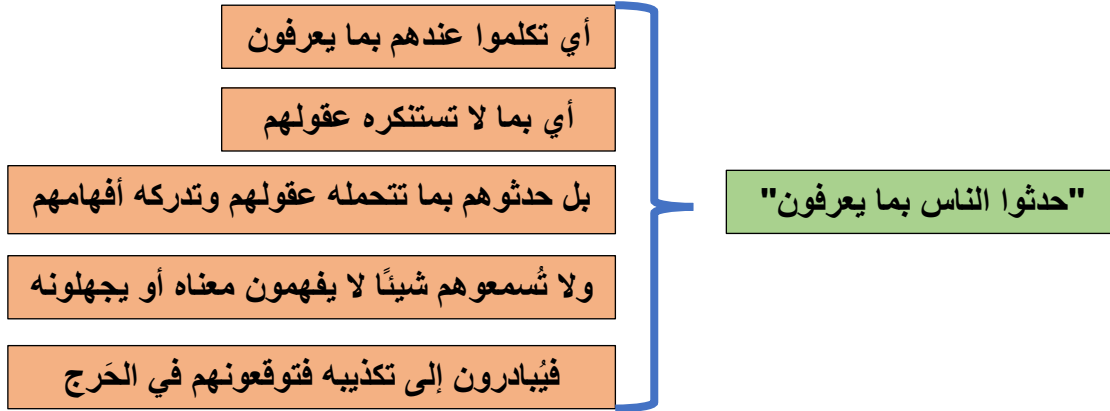 "حدثوا الناس بما يعرفون"
أي تكلموا عندهم بما يعرفون
أي بما لا تستنكره عقولهم
بل حدثوهم بما تتحمله عقولهم وتدركه أفهامهم
ولا تُسمعوهم شيئًا لا يفهمون معناه أو يجهلونه
فيُبادرون إلى تكذيبه فتوقعونهم في الحَرج